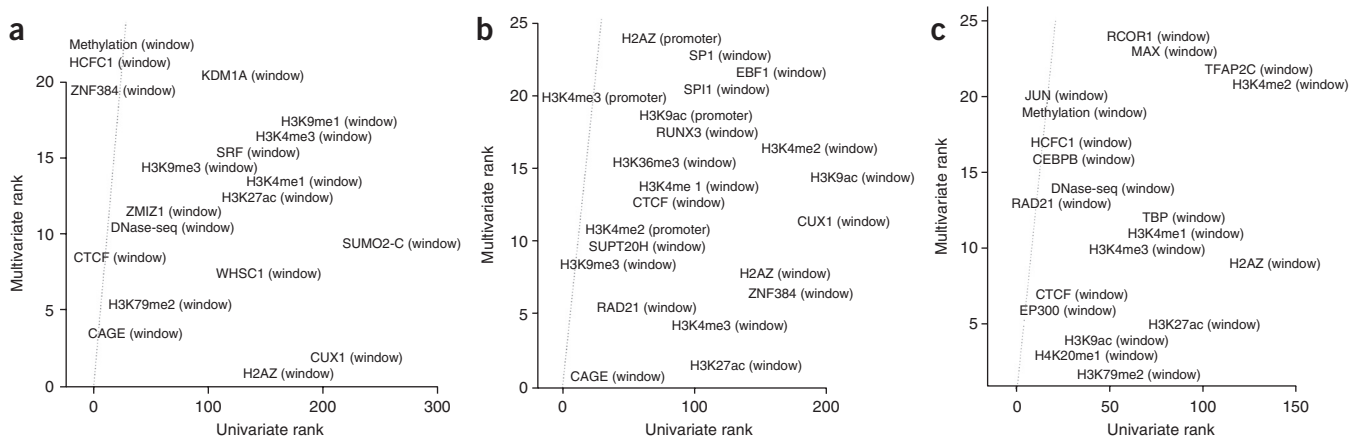 a
Multivariate rank
20
15
10
5
0
Methylation (window)
HCFC1 (window)
KDM1A (window)
ZNF384 (window)
H3K9me1 (window)
H3K4me3 (window)
SRF (window)
H3K9me3 (window)
H3K4me1 (window)
H3K27ac (window)
ZMIZ1 (window)
DNase-seq (window)
SUMO2-C (window)
CTCF (window)
WHSC1 (window)
H3K79me2 (window)
CAGE (window)
CUX1 (window)
H2AZ (window)
0 100 200 300
Univariate rank
b
Multivariate rank
25
20
15
10
5
0
H2AZ (promoter)
SP1 (window)
EBF1 (window)
SPI1 (window)
H3K4me3 (promoter)
H3K9ac (promoter)
RUNX3 (window)
H3K4me2 (window)
H3K36me3 (window)
H3K9ac (window)
H3K4me 1 (window)
CTCF (window)
CUX1 (window)
H3K4me2 (promoter)
SUPT20H (window)
H3K9me3 (window)
H2AZ (window)
ZNF384 (window)
RAD21 (window)
H3K4me3 (window)
H3K27ac (window)
CAGE (window)
0 100 200
Univariate rank
c
Multivariate rank
25
20
15
10
5
RCOR1 (window)
MAX (window)
TFAP2C (window)
H3K4me2 (window)
JUN (window)
Methylation (window)
HCFC1 (window)
CEBPB (window)
DNase-seq (window)
RAD21 (window)
TBP (window)
H3K4me1 (window)
H3K4me3 (window)
H2AZ (window)
CTCF (window)
EP300 (window)
H3K27ac (window)
H3K9ac (window)
H4K20me1 (window)
H3K79me2 (window)
0 50 100 150
Univariate rank